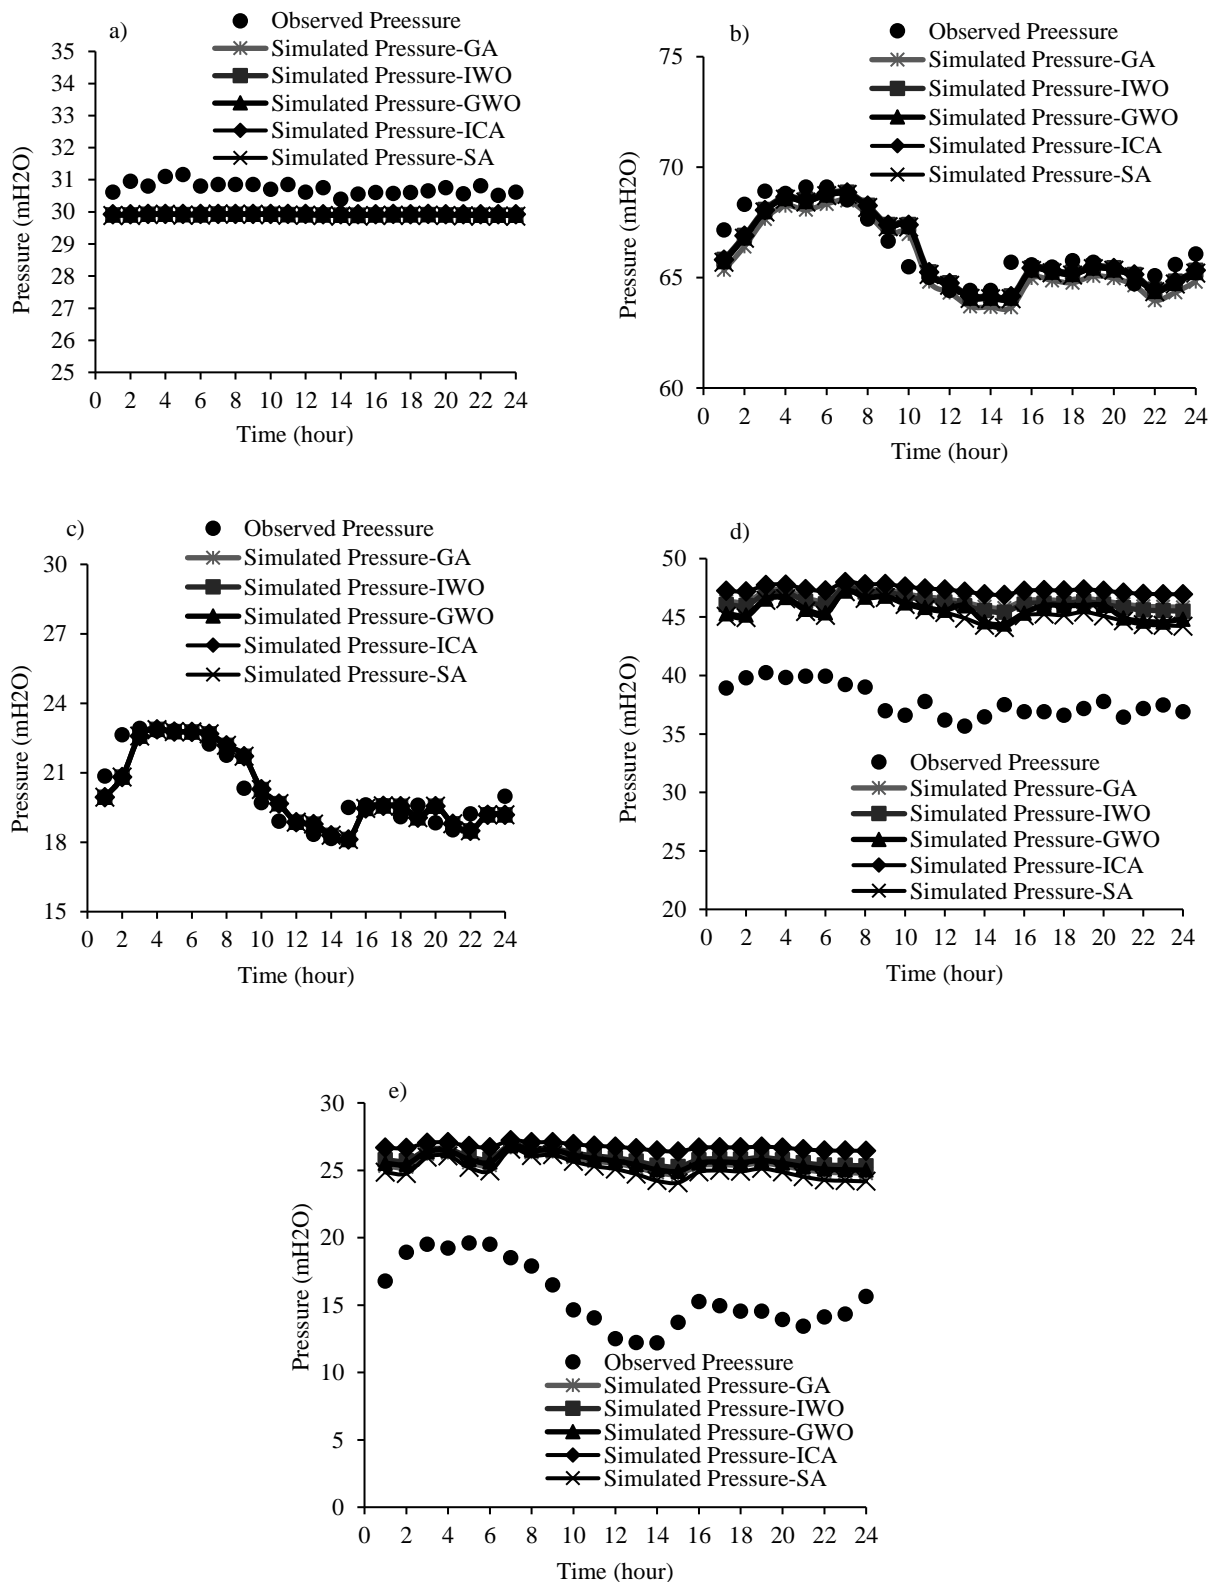 a)
Observed Preessure
Simulated Pressure-GA
Simulated Pressure-IWO
Simulated Pressure-GWO
Simulated Pressure-ICA
Simulated Pressure-SA
35
34
33
32
31
30
29
28
27
26
25
Pressure (mH2O)
0 2 4 6 8 10 12 14 16 18 20 22 24
Time (hour)
b)
Observed Preessure
Simulated Pressure-GA
Simulated Pressure-IWO
Simulated Pressure-GWO
Simulated Pressure-ICA
Simulated Pressure-SA
75
70
65
60
Pressure (mH2O)
0 2 4 6 8 10 12 14 16 18 20 22 24
Time (hour)
c)
Observed Preessure
Simulated Pressure-GA
Simulated Pressure-IWO
Simulated Pressure-GWO
Simulated Pressure-ICA
Simulated Pressure-SA
30
27
24
21
18
15
Pressure (mH2O)
0 2 4 6 8 10 12 14 16 18 20 22 24
Time (hour)
d)
50
45
40
35
30
25
20
Pressure (mH2O)
Observed Preessure
Simulated Pressure-GA
Simulated Pressure-IWO
Simulated Pressure-GWO
Simulated Pressure-ICA
Simulated Pressure-SA
0 2 4 6 8 10 12 14 16 18 20 22 24
Time (hour)
e)
30
25
20
15
10
5
0
Pressure (mH2O)
Observed Preessure
Simulated Pressure-GA
Simulated Pressure-IWO
Simulated Pressure-GWO
Simulated Pressure-ICA
Simulated Pressure-SA
0 2 4 6 8 10 12 14 16 18 20 22 24
Time (hour)